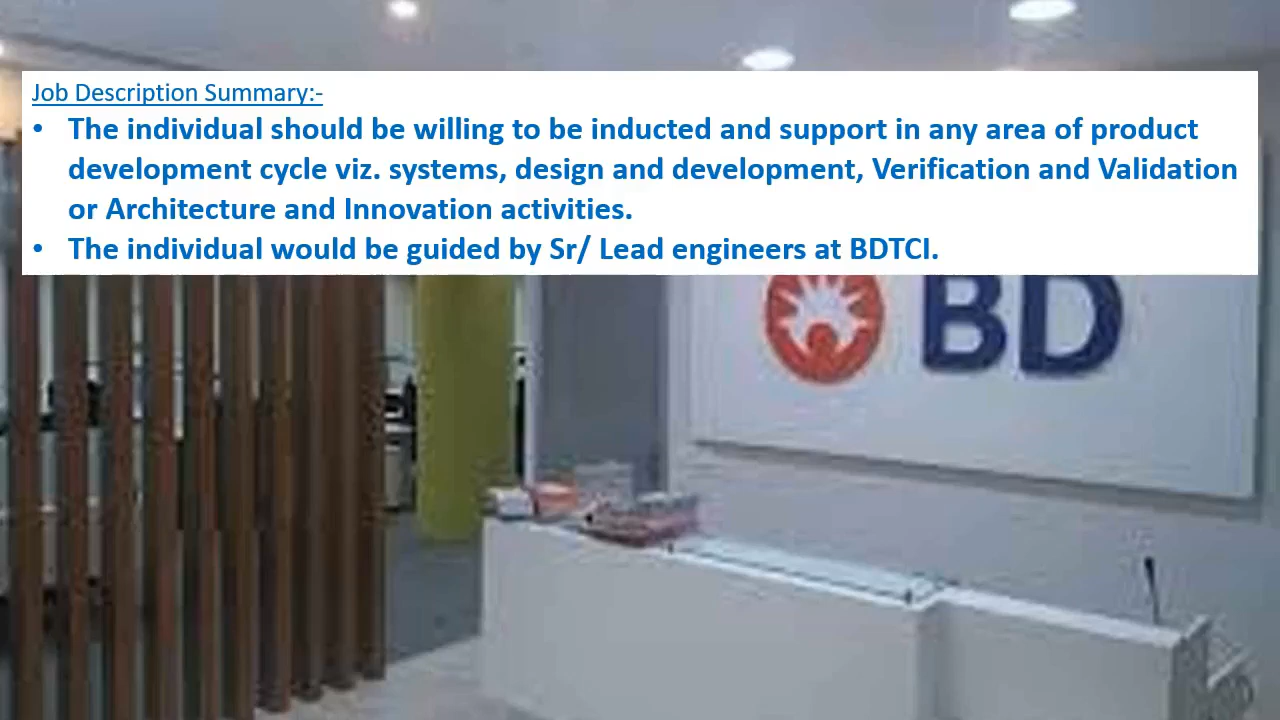 Job Description Summary:-
• The individual should be willing to be inducted and support in any area of product
development cycle viz. systems, design and development, Verification and Validation
or Architecture and Innovation activities.
• The individual would be guided by Sr/ Lead engineers at BDTCI.
BD